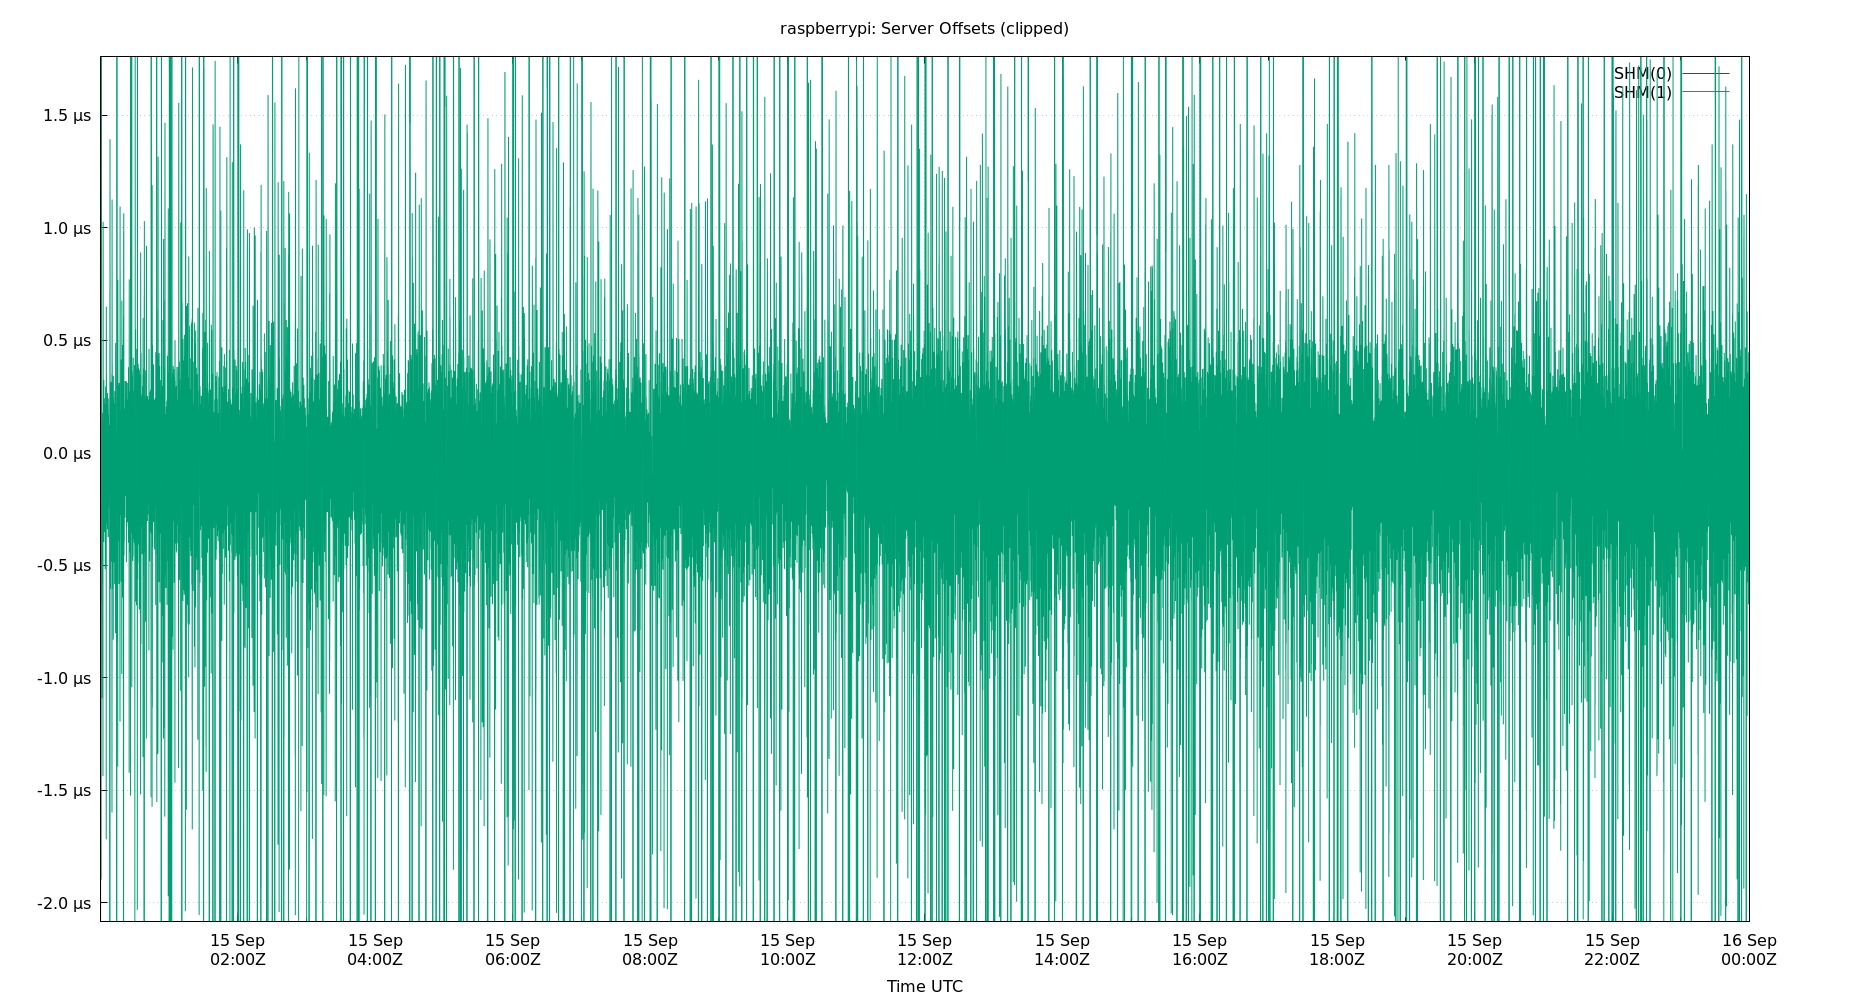 raspberrypi: Server Offsets (clipped)
SHM(0)
SHM(1)
1.5 µs
1.0 µs
0.5 µs
0.0 µs
-0.5 µs
-1.0 µs
-1.5 µs
-2.0 µs
15 Sep 15 Sep 15 Sep 15 Sep 15 Sep 15 Sep 15 Sep 15 Sep 15 Sep 15 Sep 15 Sep 16 Sep
02:00Z 04:00Z 06:00Z 08:00Z 10:00Z 12:00Z 14:00Z 16:00Z 18:00Z 20:00Z 22:00Z 00:00Z
Time UTC